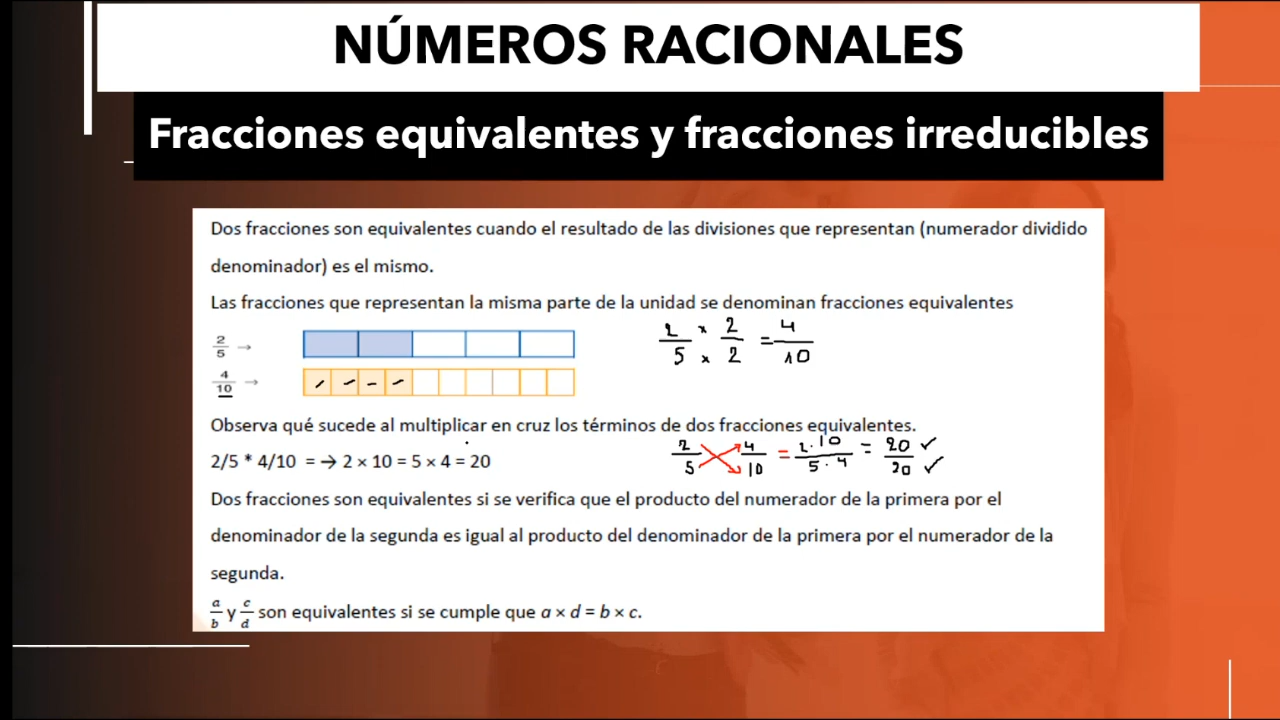 NÚMEROS RACIONALES
Fracciones equivalentes y fracciones irreducibles
Dos fracciones son equivalentes cuando el resultado de las divisiones que representan (numerador dividido
denominador) es el mismo.
Las fracciones que representan la misma parte de la unidad se denominan fracciones equivalentes
2/5 →
4/10 →
2/5 × 2/2 = 4/10
Observa qué sucede al multiplicar en cruz los términos de dos fracciones equivalentes.
2/5 * 4/10 = → 2 × 10 = 5 × 4 = 20
2/5 4/10 = 2·10/5·4 = 20/20 ✓ ✓
Dos fracciones son equivalentes si se verifica que el producto del numerador de la primera por el
denominador de la segunda es igual al producto del denominador de la primera por el numerador de la
segunda.
a/b y c/d son equivalentes si se cumple que a × d = b × c.